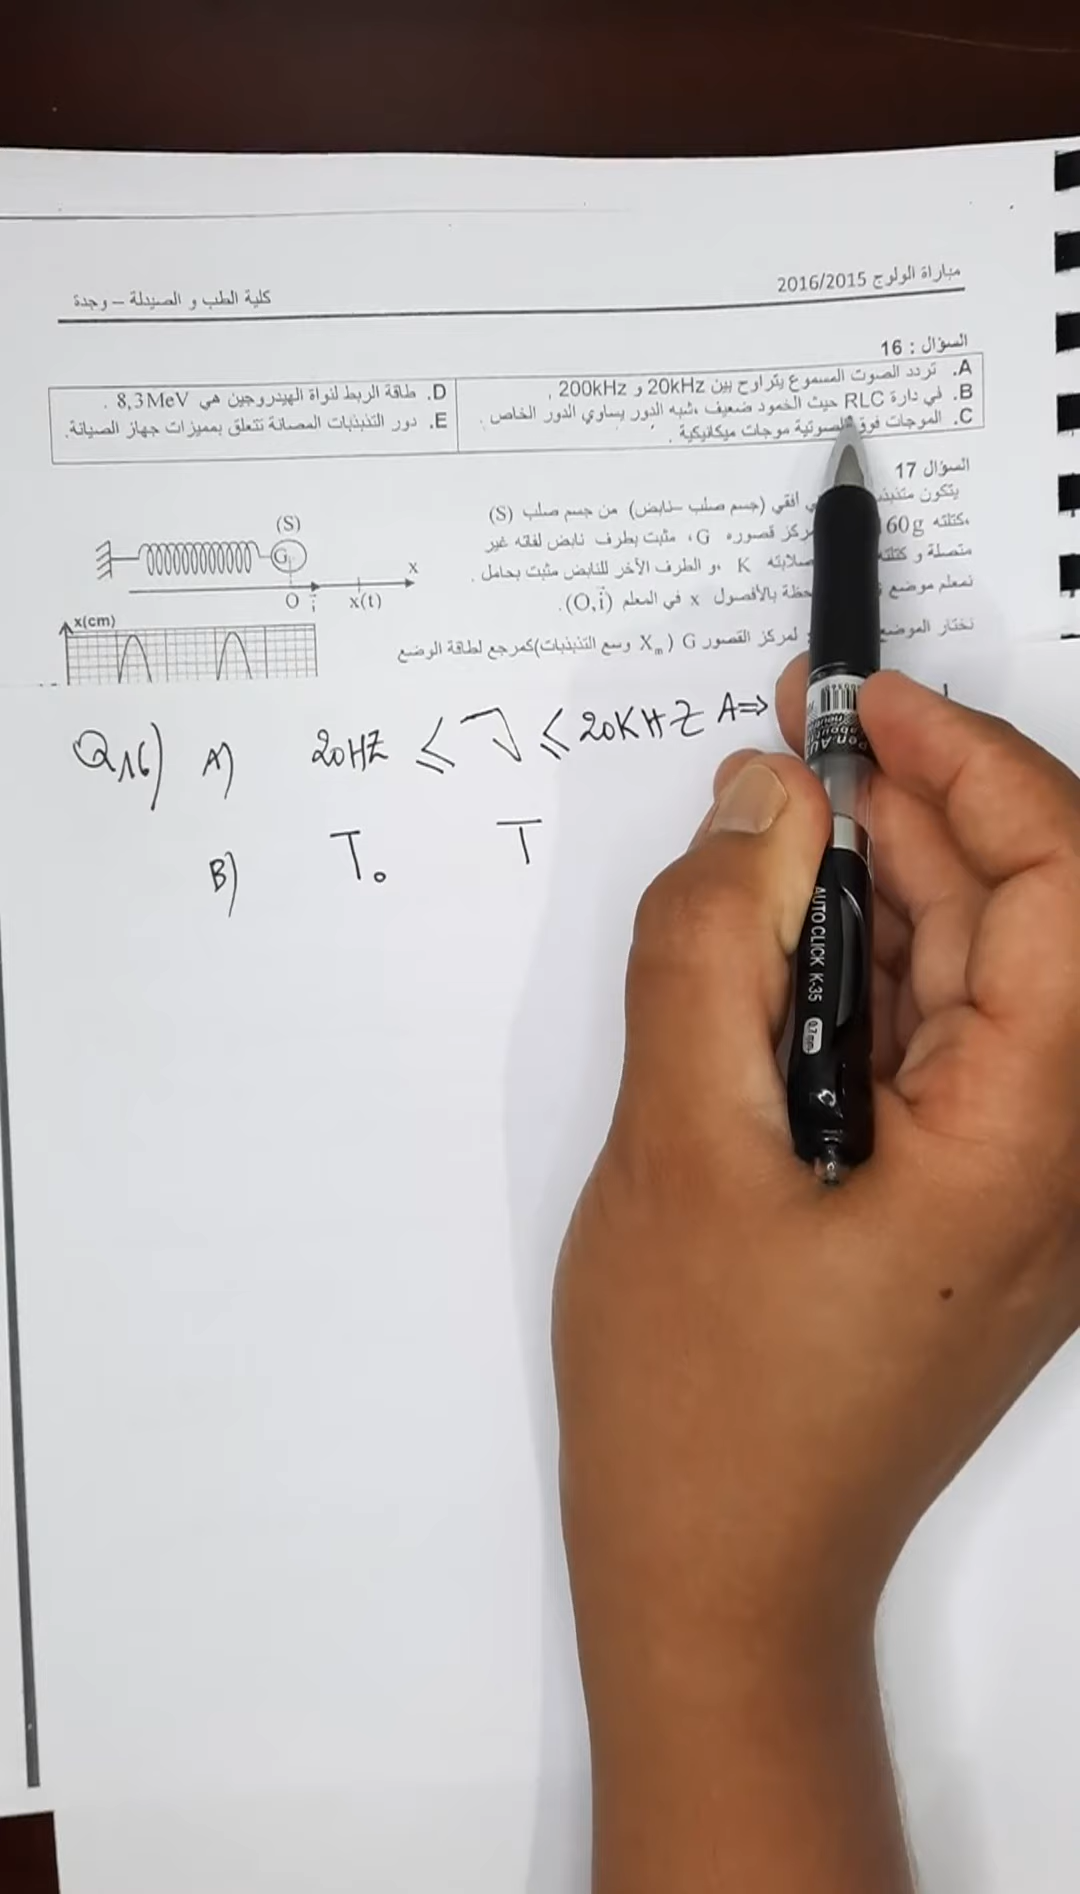 مباراة الولوج 2016/2015
كلية الطب و الصيدلة – وجدة
السؤال : 16
A. تردد الصوت المسموع يتراوح بين 20kHz و 200kHz .
B. في دارة RLC حيث الخمود ضعيف ،شبه الدور يساوي الدور الخاص .
C. الموجات فوق الصوتية موجات ميكانيكية .
D. طاقة الربط لنواة الهيدروجين هي 8,3MeV .
E. دور التذبذبات المصانة تتعلق بمميزات جهاز الصيانة.
السؤال 17
يتكون أفقي (جسم صلب –نابض) من جسم صلب (S)
كتلته 60g مركز قصوره G، مثبت بطرف نابض لفاته غير
متصلة و كتلته صلابته K ،و الطرف الآخر للنابض مثبت بحامل .
نمعلم موضع لحظة بالأفصول x في المعلم (O,i).
نختار الموضع لمركز القصور G (Xm وسع التذبذبات)كمرجع لطاقة الوضع
(S)
G
x
O i x(t)
x(cm)
Q16) A) 20HZ ≤ ν ≤ 20KHZ A⇒
B) T₀ T
AUTO CLICK K-35
0.7mm